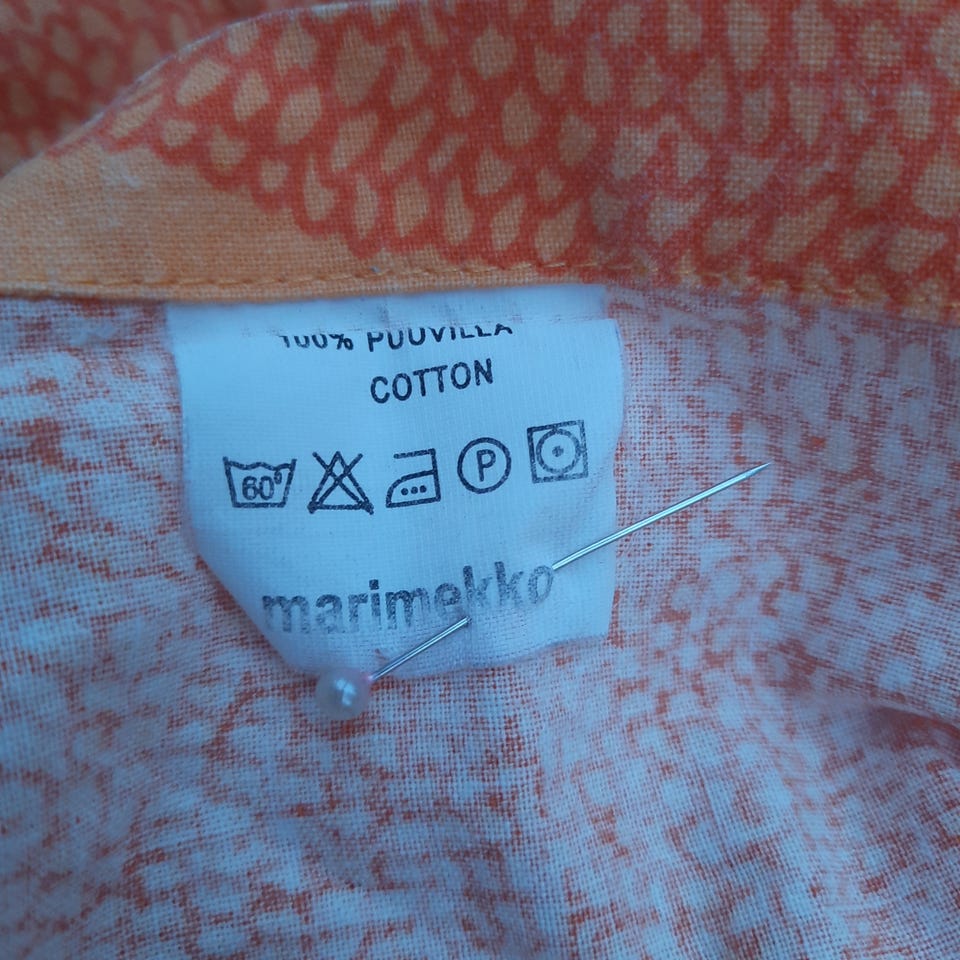 100% PUUVILLA
COTTON
60° P
marimekko